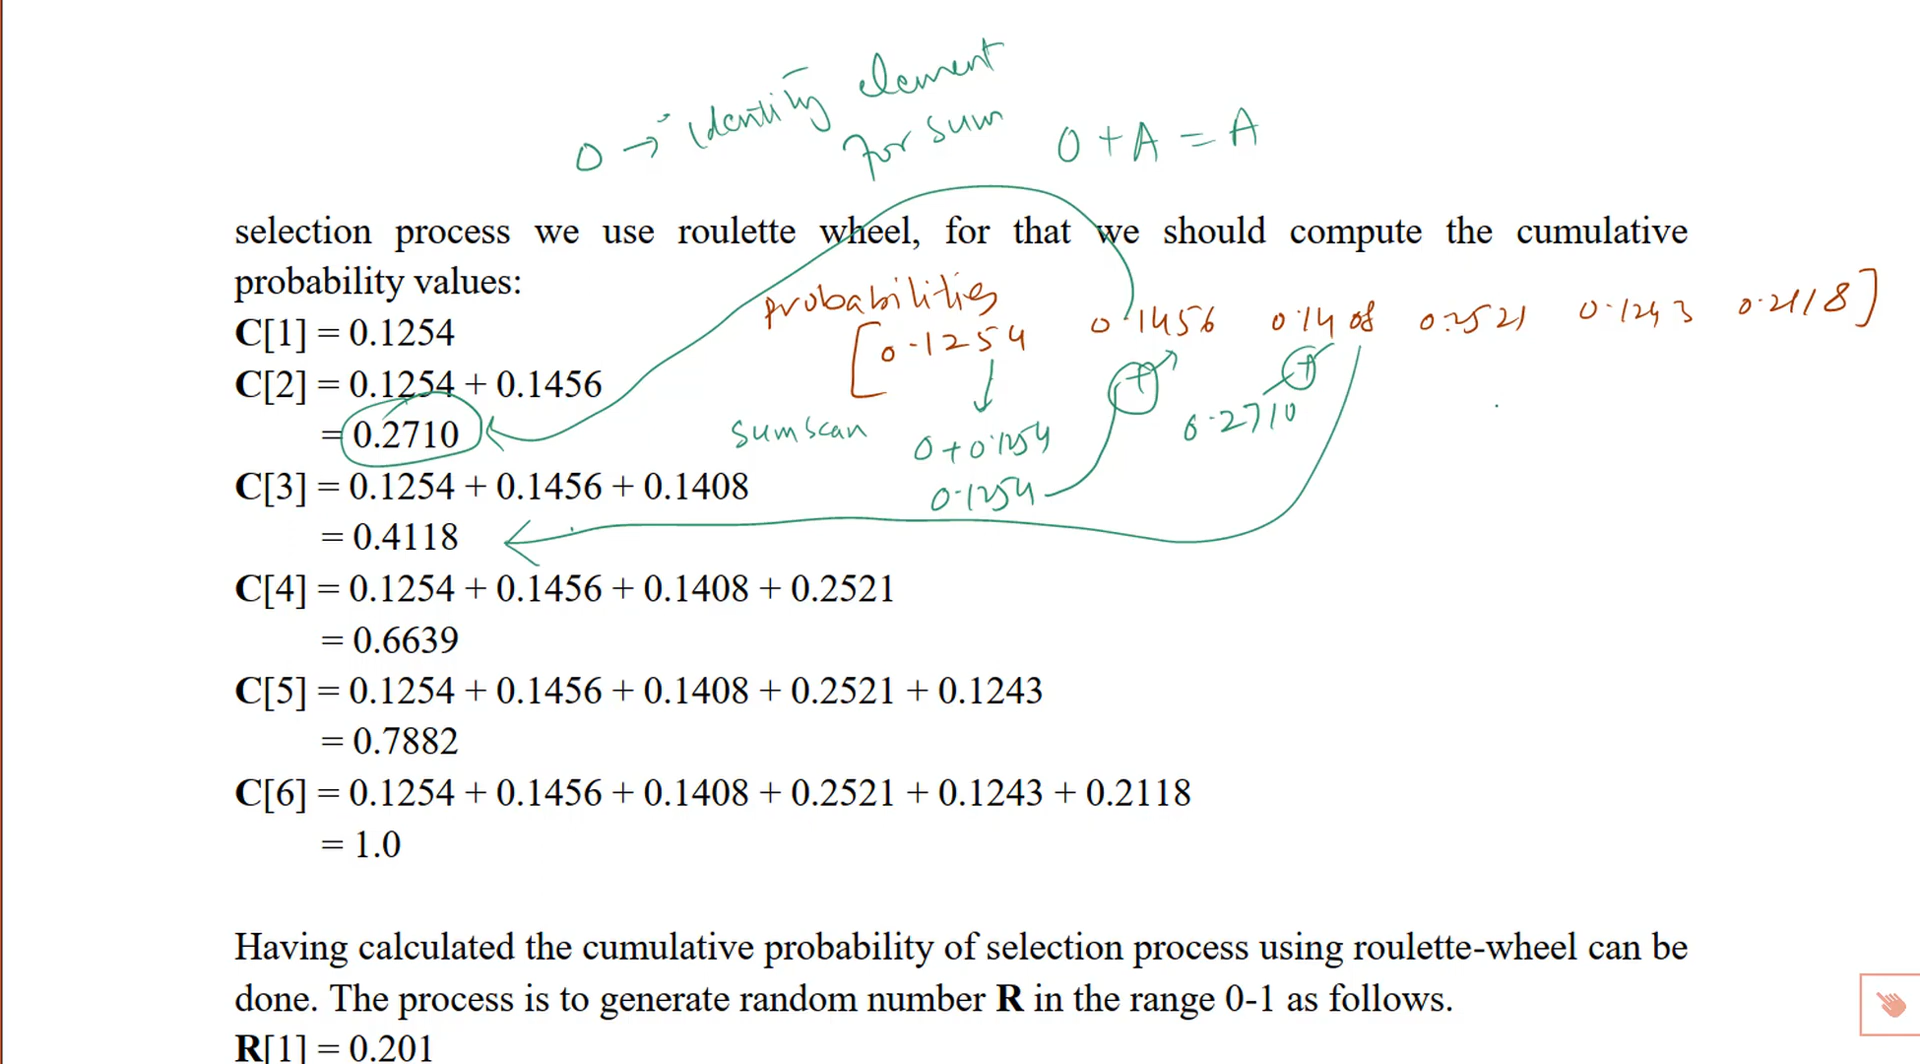 0 → identity element
for sum 0 + A = A
selection process we use roulette wheel, for that we should compute the cumulative
probability values:
probabilities
[0.1254 0.1456 0.1408 0.2521 0.1243 0.2118]
C[1] = 0.1254
C[2] = 0.1254 + 0.1456
= 0.2710
sumscan
0 + 0.1254
0.1254
+
0.2710
+
C[3] = 0.1254 + 0.1456 + 0.1408
= 0.4118
C[4] = 0.1254 + 0.1456 + 0.1408 + 0.2521
= 0.6639
C[5] = 0.1254 + 0.1456 + 0.1408 + 0.2521 + 0.1243
= 0.7882
C[6] = 0.1254 + 0.1456 + 0.1408 + 0.2521 + 0.1243 + 0.2118
= 1.0
Having calculated the cumulative probability of selection process using roulette-wheel can be
done. The process is to generate random number R in the range 0-1 as follows.
R[1] = 0.201